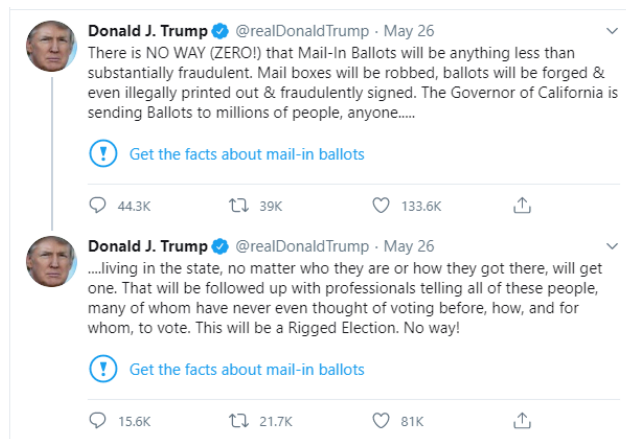 Donald J. Trump @realDonaldTrump · May 26
There is NO WAY (ZERO!) that Mail-In Ballots will be anything less than
substantially fraudulent. Mail boxes will be robbed, ballots will be forged &
even illegally printed out & fraudulently signed. The Governor of California is
sending Ballots to millions of people, anyone.....
Get the facts about mail-in ballots
44.3K 39K 133.6K
Donald J. Trump @realDonaldTrump · May 26
....living in the state, no matter who they are or how they got there, will get
one. That will be followed up with professionals telling all of these people,
many of whom have never even thought of voting before, how, and for
whom, to vote. This will be a Rigged Election. No way!
Get the facts about mail-in ballots
15.6K 21.7K 81K